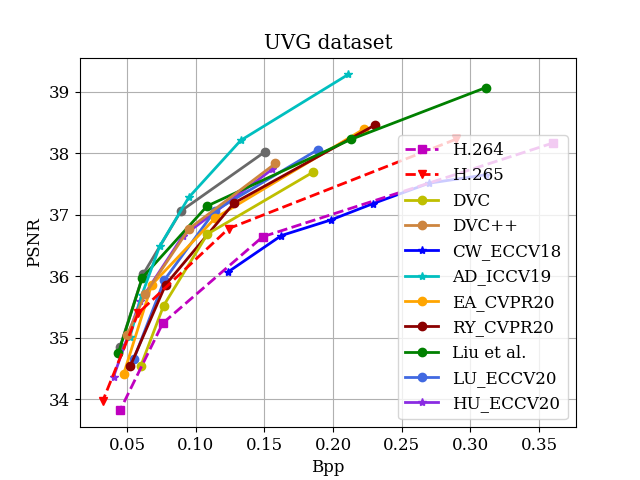 UVG dataset
PSNR
39
38
37
36
35
34
H.264
H.265
DVC
DVC++
CW_ECCV18
AD_ICCV19
EA_CVPR20
RY_CVPR20
Liu et al.
LU_ECCV20
HU_ECCV20
0.05 0.10 0.15 0.20 0.25 0.30 0.35
Bpp